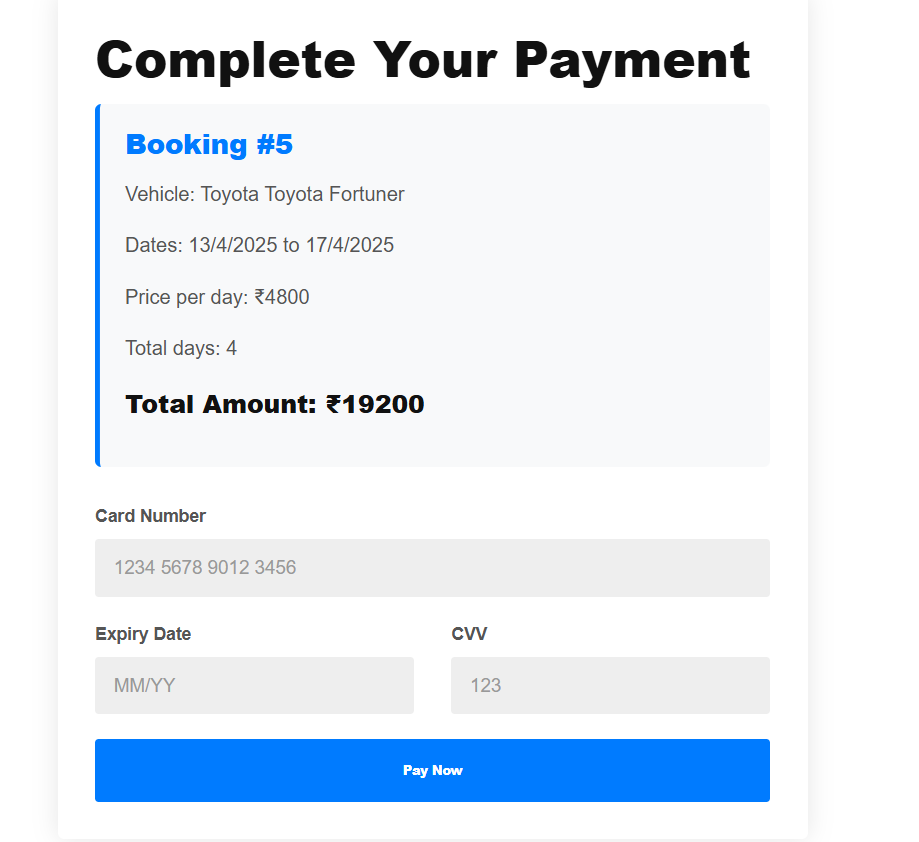 Complete Your Payment
Booking #5
Vehicle: Toyota Toyota Fortuner
Dates: 13/4/2025 to 17/4/2025
Price per day: ₹4800
Total days: 4
Total Amount: ₹19200
Card Number
1234 5678 9012 3456
Expiry Date CVV
MM/YY 123
Pay Now